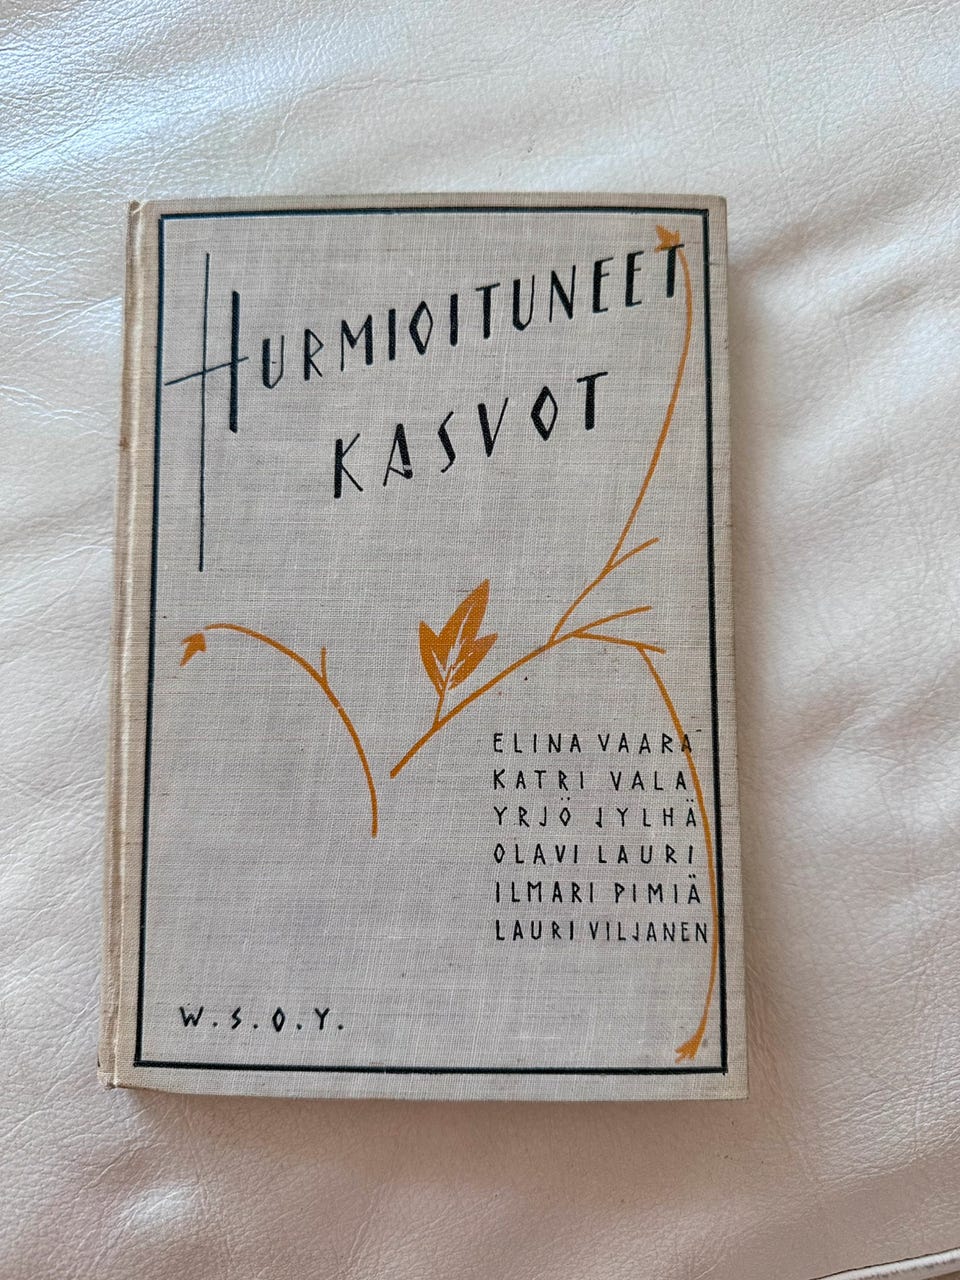 HURMIOITUNEET
KASVOT
ELINA VAARA
KATRI VALA
YRJÖ JYLHÄ
OLAVI LAURI
ILMARI PIMIÄ
LAURI VILJANEN
W.S.O.Y.